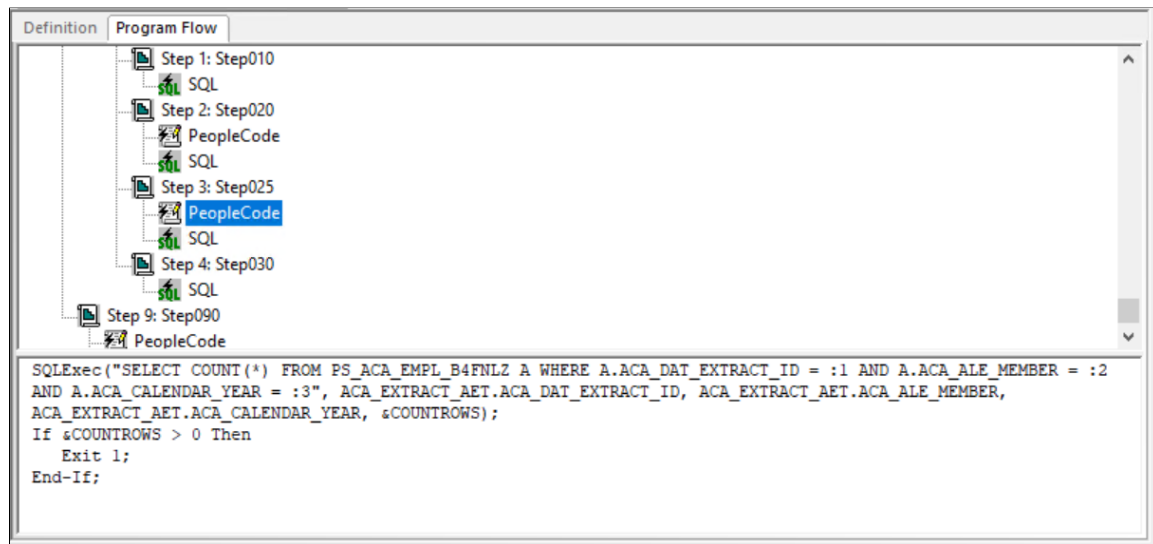 Definition Program Flow
Step 1: Step010
SQL
Step 2: Step020
PeopleCode
SQL
Step 3: Step025
PeopleCode
SQL
Step 4: Step030
SQL
Step 9: Step090
PeopleCode
SQLExec("SELECT COUNT(*) FROM PS_ACA_EMPL_B4FNLZ A WHERE A.ACA_DAT_EXTRACT_ID = :1 AND A.ACA_ALE_MEMBER = :2
AND A.ACA_CALENDAR_YEAR = :3", ACA_EXTRACT_AET.ACA_DAT_EXTRACT_ID, ACA_EXTRACT_AET.ACA_ALE_MEMBER,
ACA_EXTRACT_AET.ACA_CALENDAR_YEAR, &COUNTROWS);
If &COUNTROWS > 0 Then
   Exit 1;
End-If;